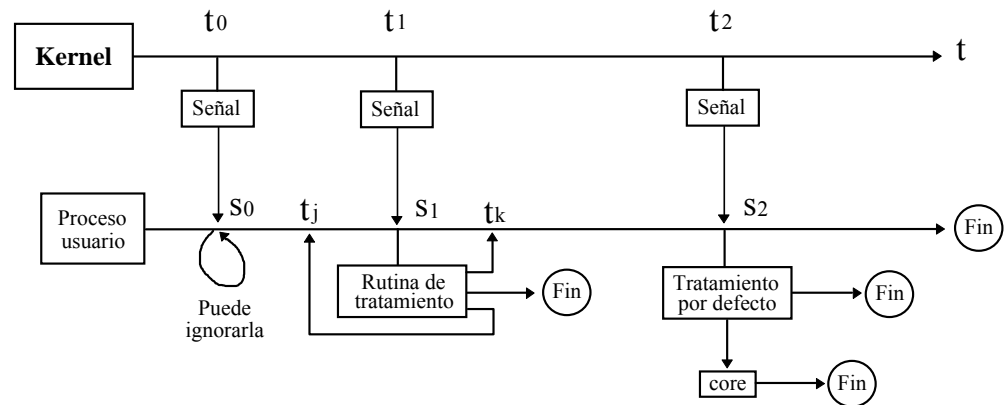 t0
t1
t2
Kernel
t
Señal
Señal
Señal
Proceso
usuario
s0
tj
s1
tk
s2
Fin
Puede
ignorarla
Rutina de
tratamiento
Fin
Tratamiento
por defecto
Fin
core
Fin